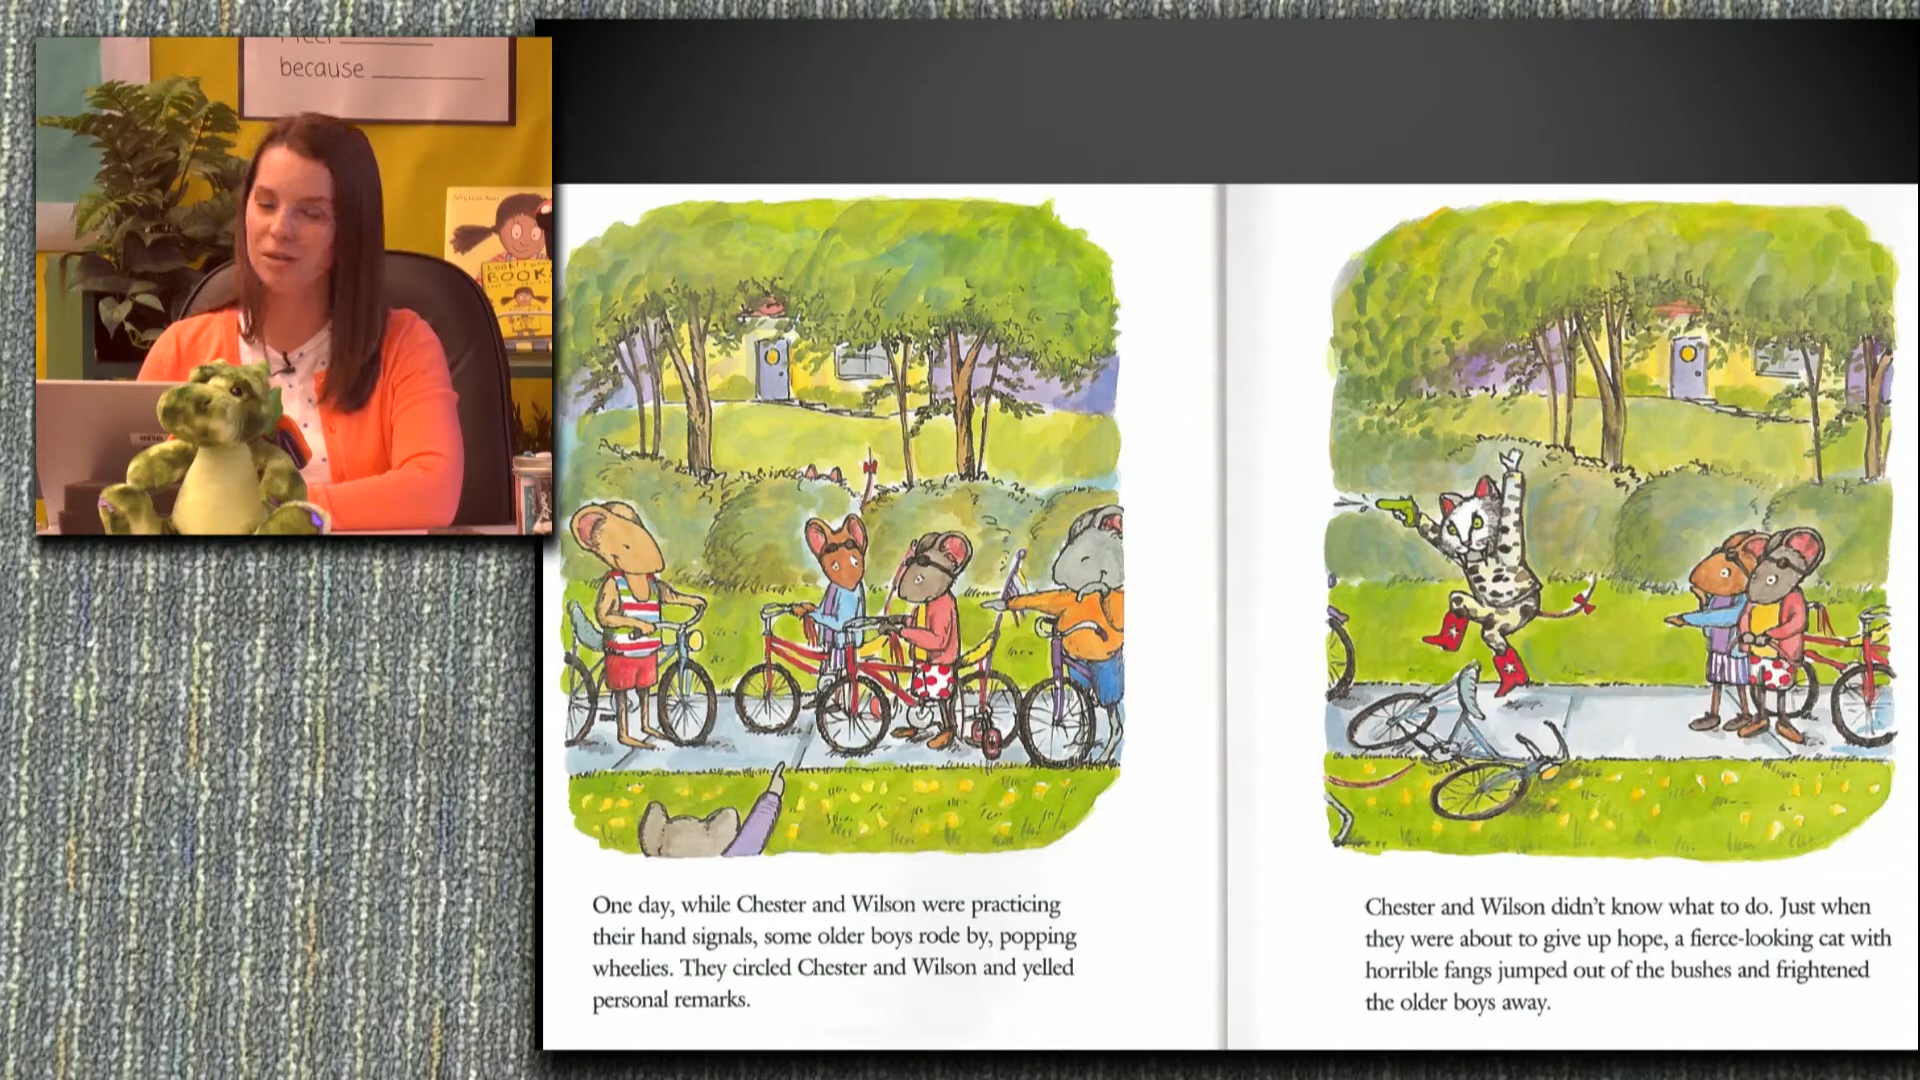 I feel
because
LOOK!
BOOK!
One day, while Chester and Wilson were practicing
their hand signals, some older boys rode by, popping
wheelies. They circled Chester and Wilson and yelled
personal remarks.
Chester and Wilson didn't know what to do. Just when
they were about to give up hope, a fierce-looking cat with
horrible fangs jumped out of the bushes and frightened
the older boys away.